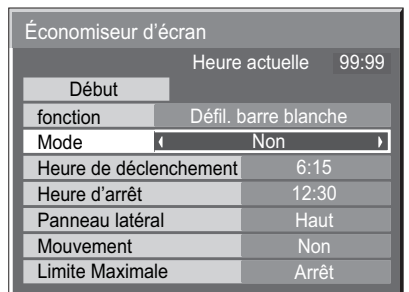 Économiseur d’écran
Heure actuelle 99:99
Début
fonction Défil. barre blanche
Mode Non
Heure de déclenchement 6:15
Heure d’arrêt 12:30
Panneau latéral Haut
Mouvement Non
Limite Maximale Arrêt